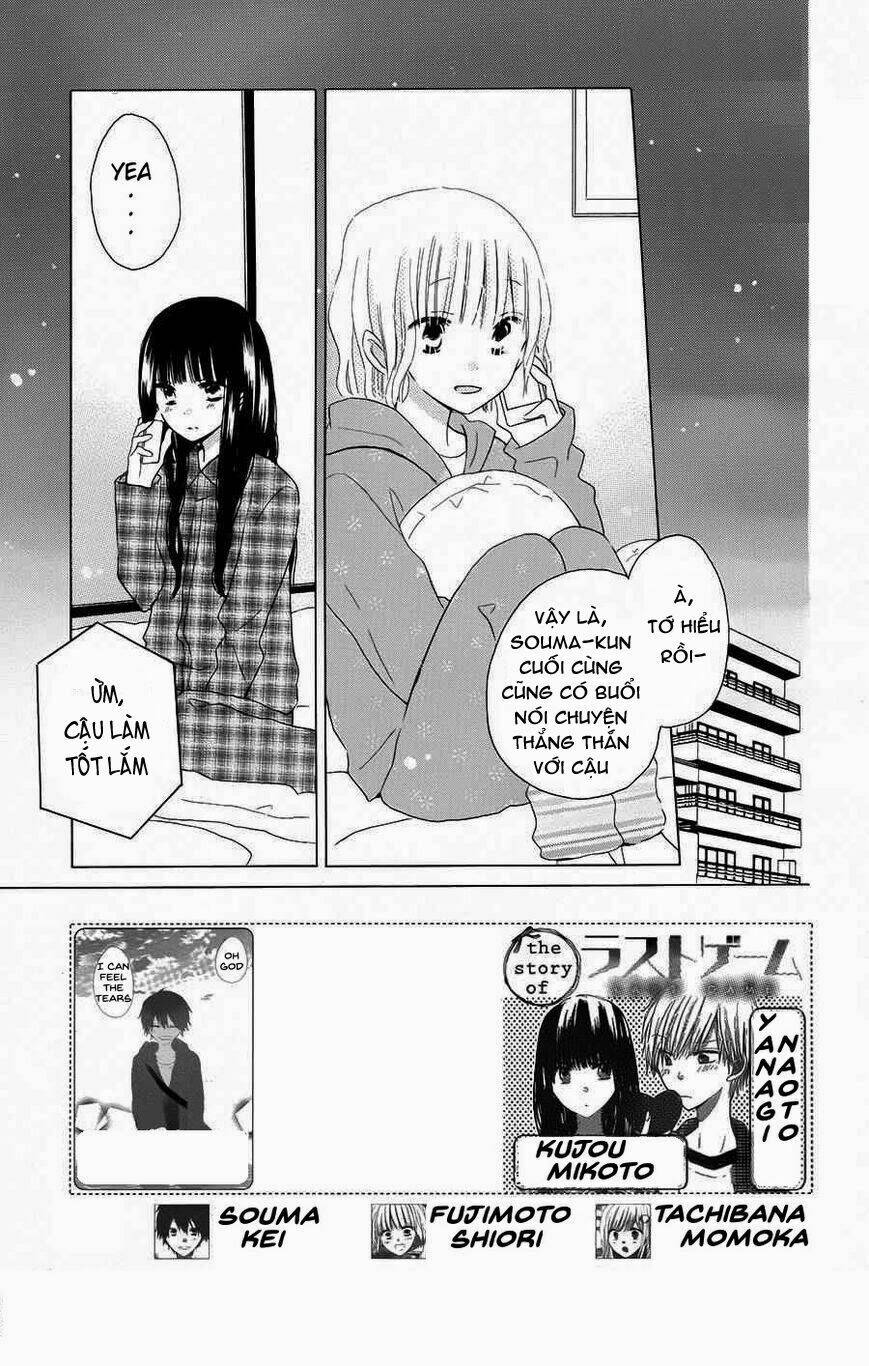 À,
TỚ HIỂU
RỒI-
VẬY LÀ,
SOUMA-KUN
CUỐI CÙNG
CŨNG CÓ BUỔI
NÓI CHUYỆN
THẲNG THẮN
VỚI CẬU
YEA
...
ỪM,
CẬU LÀM
TỐT LẮM
the
story
of
ラストゲーム
YANAGI
NAOTO
KUJOU
MIKOTO
OH
GOD
I CAN
FEEL
THE
TEARS
SOUMA
KEI
FUJIMOTO
SHIORI
TACHIBANA
MOMOKA